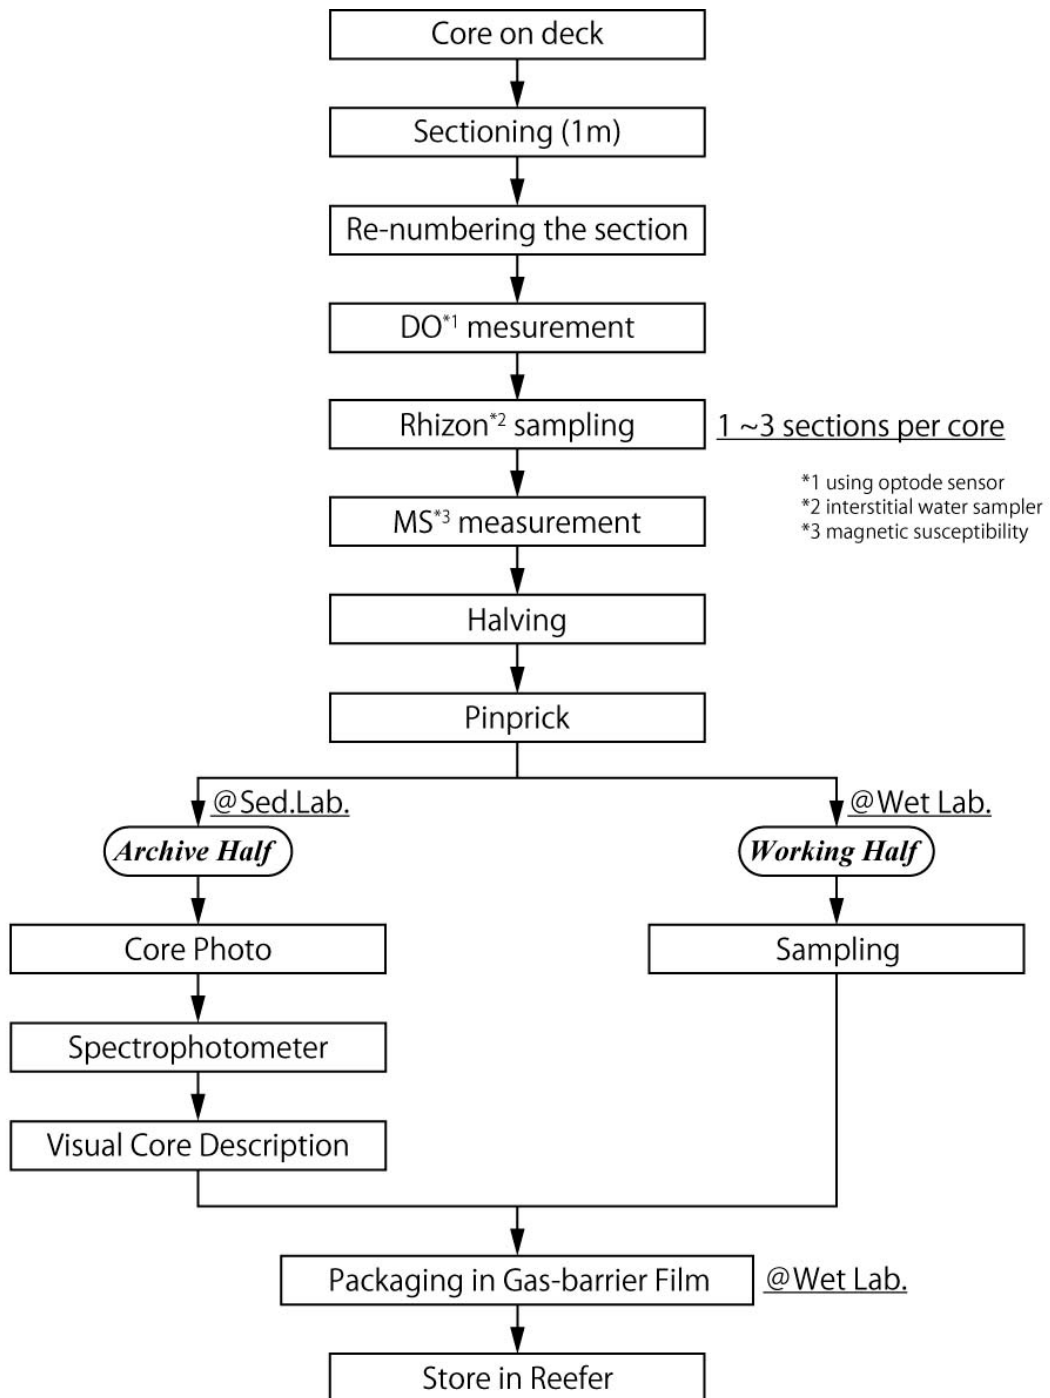 Core on deck
Sectioning (1m)
Re-numbering the section
DO*1 mesurement
Rhizon*2 sampling
1 ~3 sections per core
*1 using optode sensor
*2 interstitial water sampler
*3 magnetic susceptibility
MS*3 measurement
Halving
Pinprick
@Sed.Lab.
@Wet Lab.
Archive Half
Working Half
Core Photo
Sampling
Spectrophotometer
Visual Core Description
Packaging in Gas-barrier Film
@Wet Lab.
Store in Reefer